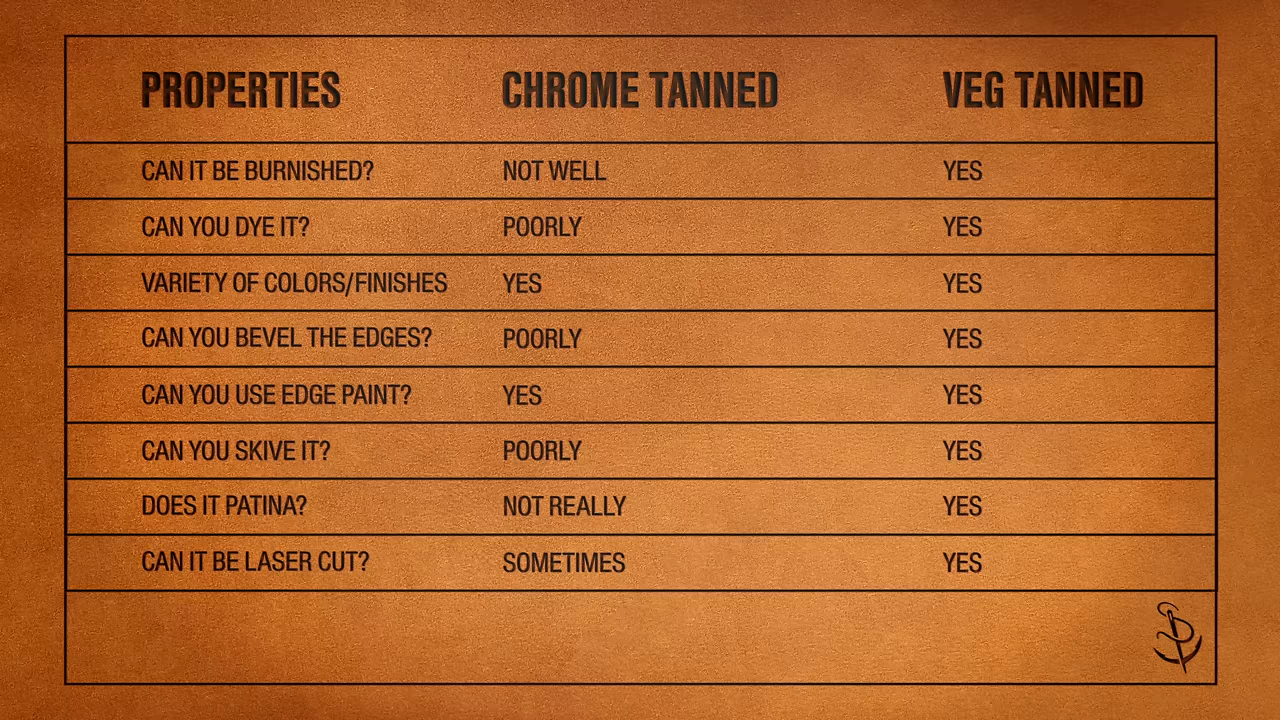 PROPERTIES CHROME TANNED VEG TANNED
CAN IT BE BURNISHED? NOT WELL YES
CAN YOU DYE IT? POORLY YES
VARIETY OF COLORS/FINISHES YES YES
CAN YOU BEVEL THE EDGES? POORLY YES
CAN YOU USE EDGE PAINT? YES YES
CAN YOU SKIVE IT? POORLY YES
DOES IT PATINA? NOT REALLY YES
CAN IT BE LASER CUT? SOMETIMES YES